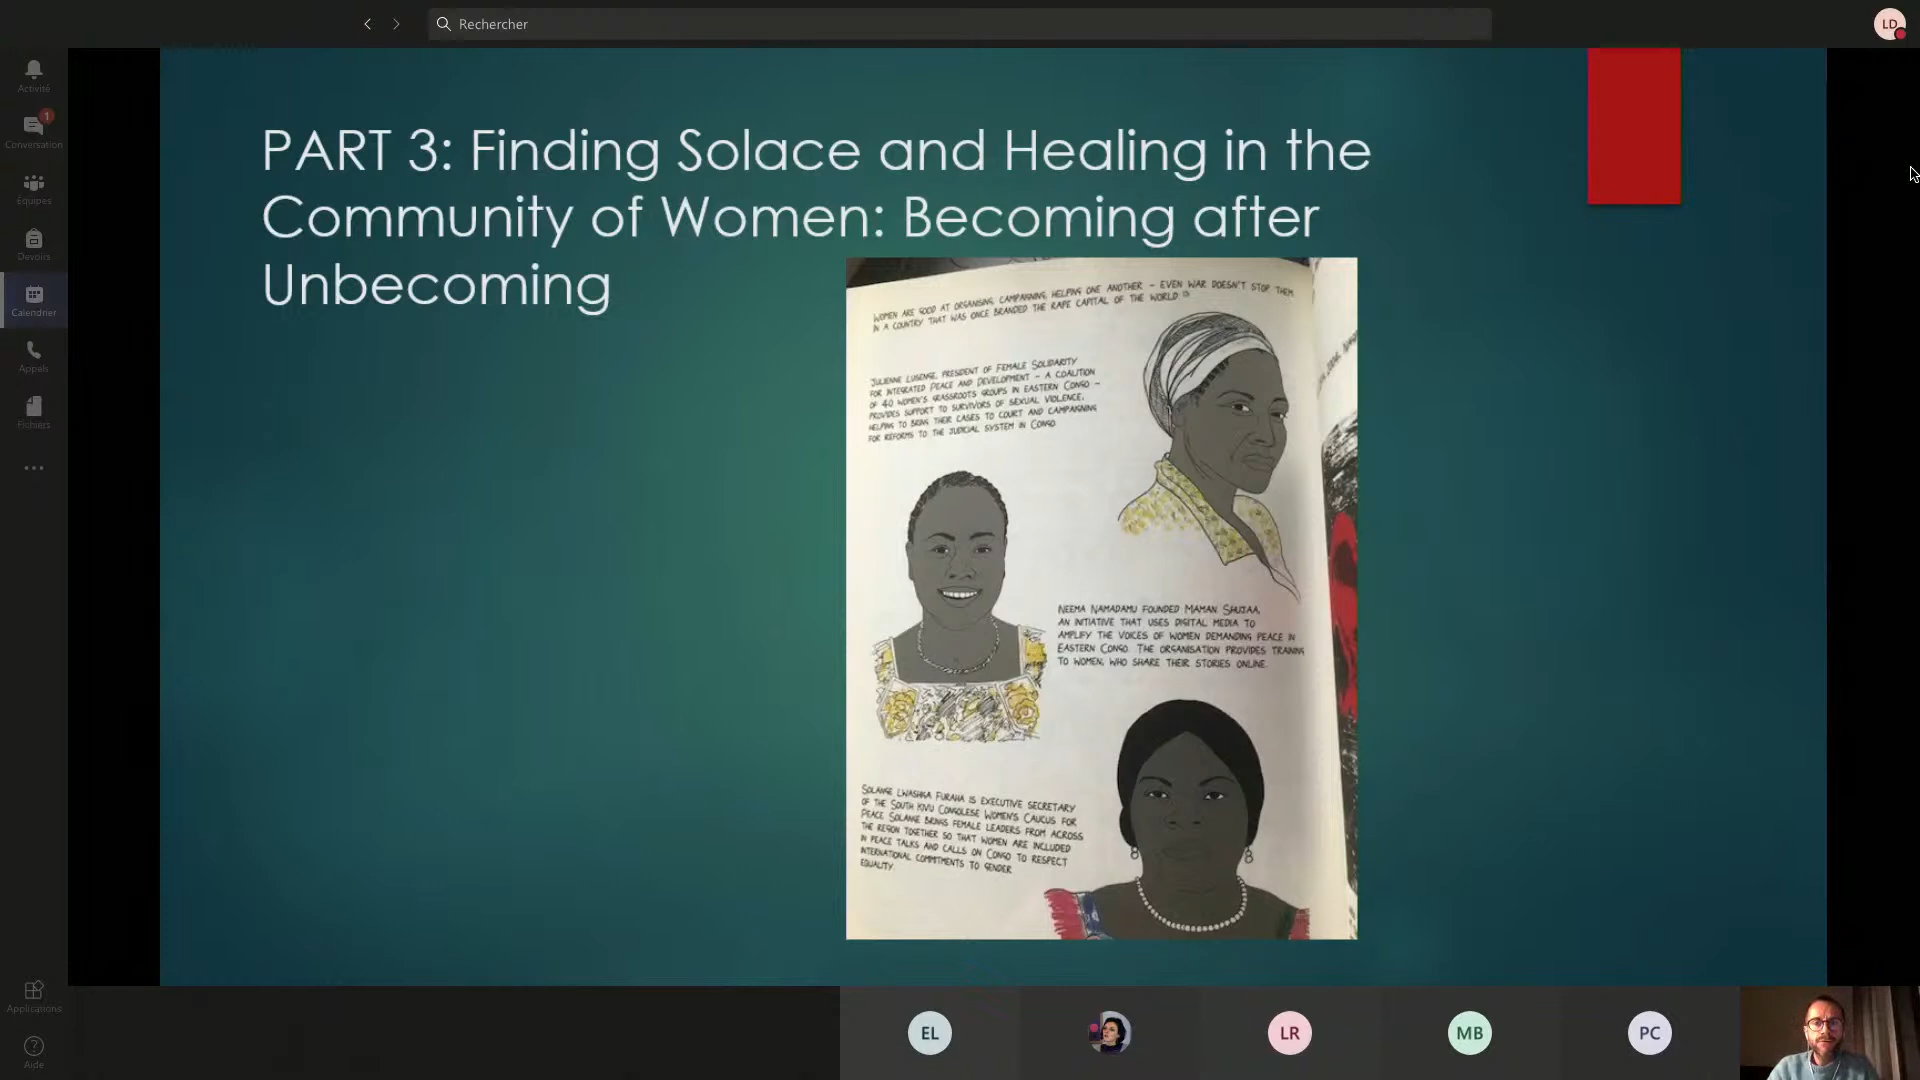 Rechercher
LD
Activité
1
Conversation
Équipes
Devoirs
Calendrier
Appels
Fichiers
Applications
Aide
PART 3: Finding Solace and Healing in the
Community of Women: Becoming after
Unbecoming
WOMEN ARE GOOD AT ORGANISING, CAMPAIGNING, HELPING ONE ANOTHER – EVEN WAR DOESN'T STOP THEM
IN A COUNTRY THAT WAS ONCE BRANDED THE RAPE CAPITAL OF THE WORLD
JULIENNE LUSENGE, PRESIDENT OF FEMALE SOLIDARITY
FOR INTEGRATED PEACE AND DEVELOPMENT – A COALITION
OF 40 WOMEN'S GRASSROOTS GROUPS IN EASTERN CONGO –
PROVIDES SUPPORT TO SURVIVORS OF SEXUAL VIOLENCE,
HELPING TO BRING THEIR CASES TO COURT AND CAMPAIGNING
FOR REFORMS TO THE JUDICIAL SYSTEM IN CONGO
NEEMA NAMADAMU FOUNDED MAMAN SHUJAA,
AN INITIATIVE THAT USES DIGITAL MEDIA TO
AMPLIFY THE VOICES OF WOMEN DEMANDING PEACE IN
EASTERN CONGO. THE ORGANISATION PROVIDES TRAINING
TO WOMEN, WHO SHARE THEIR STORIES ONLINE.
SOLANGE LWASHIGA FURAHA IS EXECUTIVE SECRETARY
OF THE SOUTH KIVU CONGOLESE WOMEN'S CAUCUS FOR
PEACE SOLANGE BRINGS FEMALE LEADERS FROM ACROSS
THE REGION TOGETHER SO THAT WOMEN ARE INCLUDED
IN PEACE TALKS AND CALLS ON CONGO TO RESPECT
INTERNATIONAL COMMITMENTS TO GENDER
EQUALITY
EL
LR
MB
PC